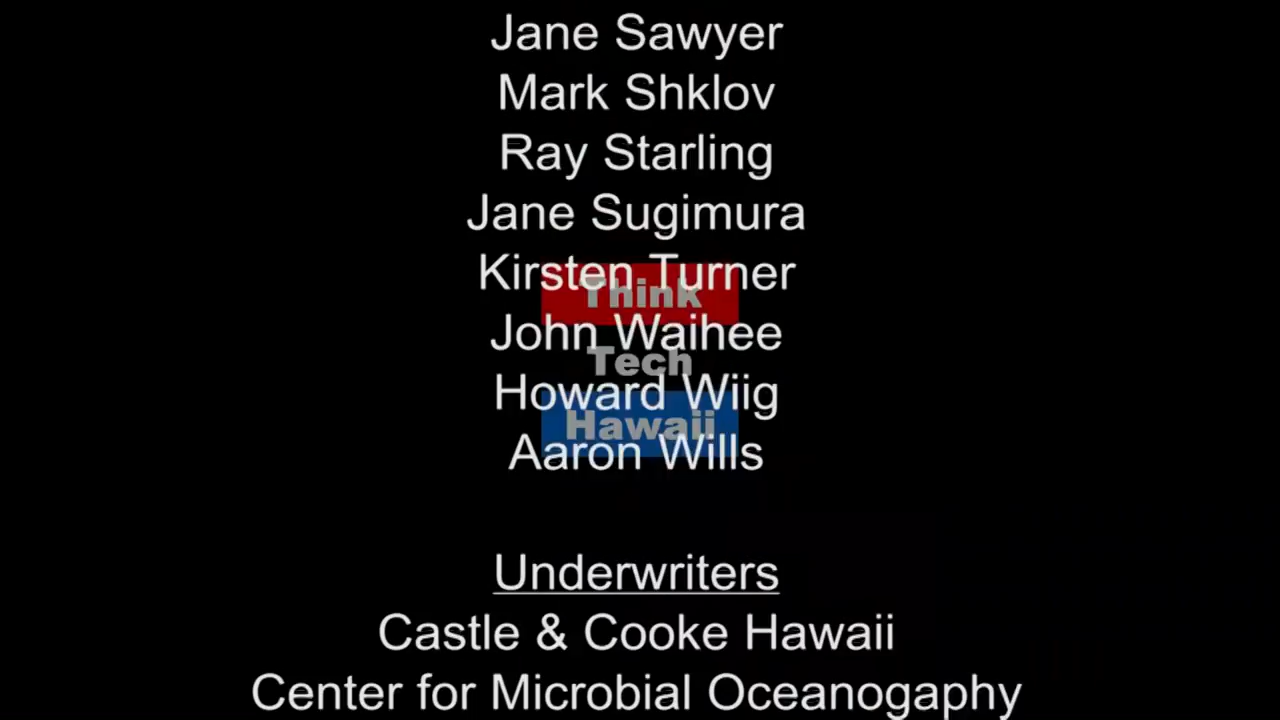 Jane Sawyer
Mark Shklov
Ray Starling
Jane Sugimura
Kirsten Turner
Think
John Waihee
Tech
Howard Wiig
Hawaii
Aaron Wills
Underwriters
Castle & Cooke Hawaii
Center for Microbial Oceanogaphy